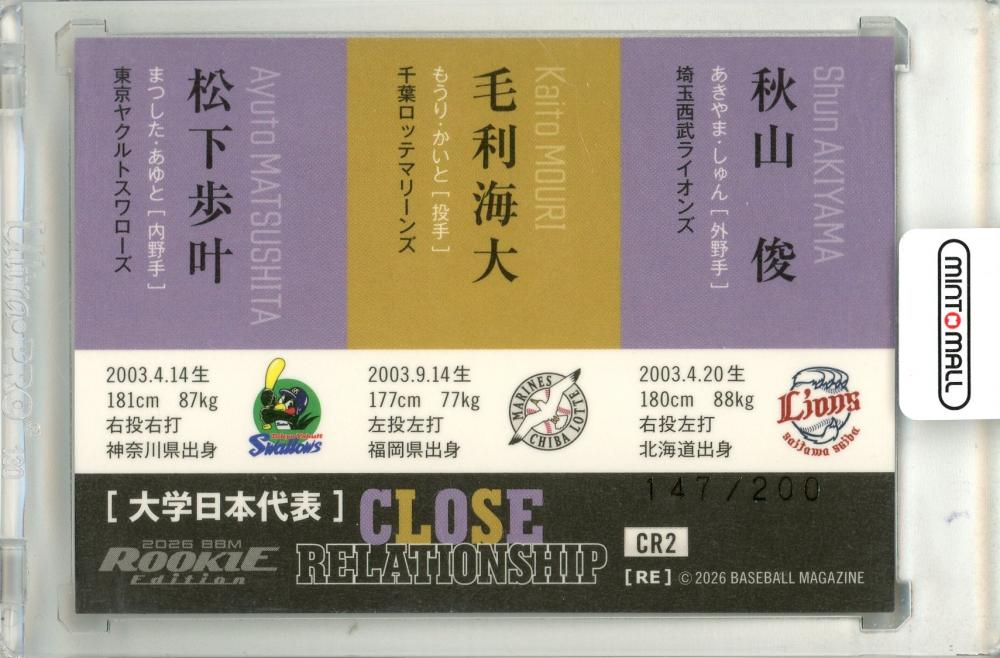 Shun AKIYAMA
秋山 俊
あきやま・しゅん［外野手］
埼玉西武ライオンズ
Kaito MOURI
毛利海大
もうり・かいと［投手］
千葉ロッテマリーンズ
Ayuto MATSUSHITA
松下歩叶
まつした・あゆと［内野手］
東京ヤクルトスワローズ
2003.4.14生
181cm 87kg
右投右打
神奈川県出身
Tokyo Yakult
Swallows
2003.9.14生
177cm 77kg
左投左打
福岡県出身
MARINES
CHIBA LOTTE
2003.4.20生
180cm 88kg
右投左打
北海道出身
Lions
saitama seibu
147/200
［大学日本代表］
CLOSE
RELATIONSHIP
2026 BBM
ROOKIE
Edition
CR2
[RE] ©2026 BASEBALL MAGAZINE
MINT MALL